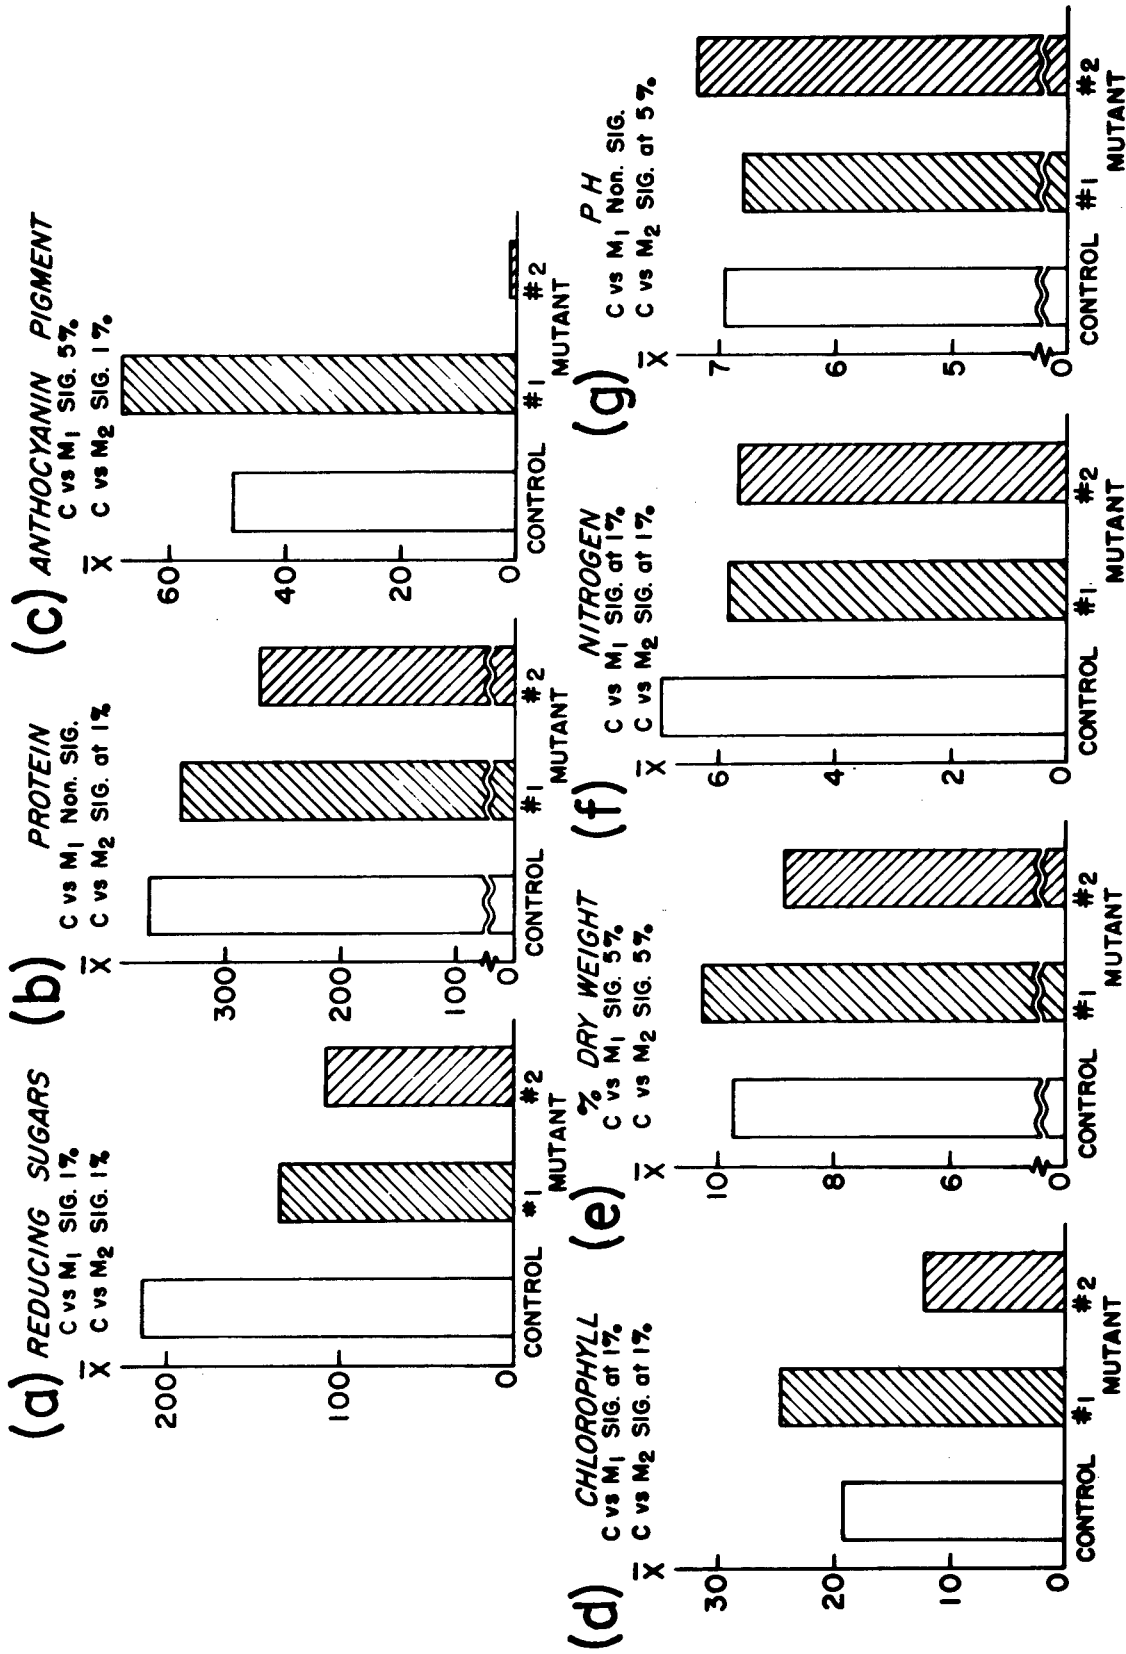 (a) REDUCING SUGARS
C vs M1 SIG. 1%
C vs M2 SIG. 1%
X̄
200
100
0
CONTROL
#1
#2
MUTANT
(b) PROTEIN
C vs M1 Non. SIG.
C vs M2 SIG. at 1%
X̄
300
200
100
0
CONTROL
#1
#2
MUTANT
(c) ANTHOCYANIN PIGMENT
C vs M1 SIG. 5%
C vs M2 SIG. 1%
X̄
60
40
20
0
CONTROL
#1
#2
MUTANT
(d) CHLOROPHYLL
C vs M1 SIG. at 1%
C vs M2 SIG. at 1%
X̄
30
20
10
0
CONTROL
#1
#2
MUTANT
(e) % DRY WEIGHT
C vs M1 SIG. 5%
C vs M2 SIG. 5%
X̄
10
8
6
0
CONTROL
#1
#2
MUTANT
(f) NITROGEN
C vs M1 SIG. at 1%
C vs M2 SIG. at 1%
X̄
6
4
2
0
CONTROL
#1
#2
MUTANT
(g) PH
C vs M1 Non. SIG.
C vs M2 SIG. at 5%
X̄
7
6
5
0
CONTROL
#1
#2
MUTANT